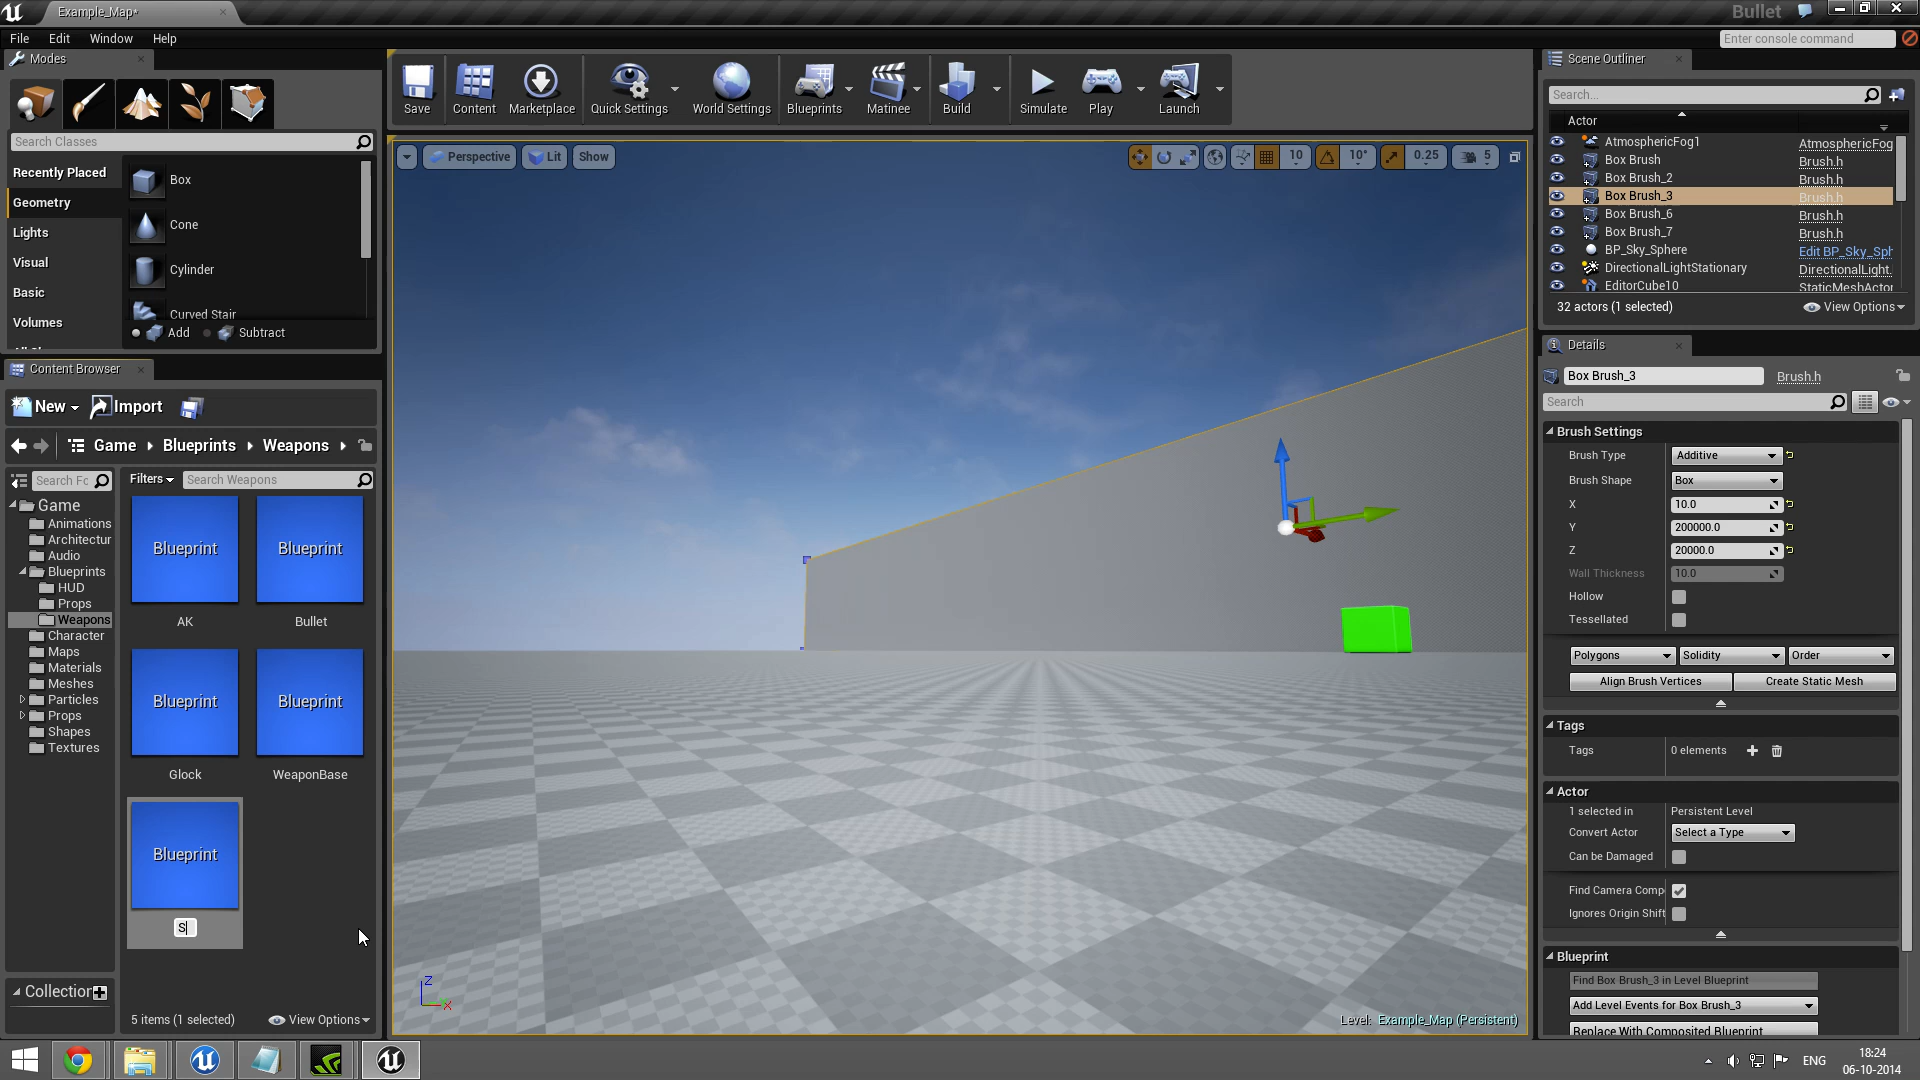 Example_Map*
Bullet
File Edit Window Help
Enter console command
Modes
Search Classes
Recently Placed
Geometry
Lights
Visual
Basic
Volumes
Box
Cone
Cylinder
Curved Stair
Add Subtract
Save Content Marketplace Quick Settings World Settings Blueprints Matinee Build Simulate Play Launch
Perspective Lit Show
10 10° 0.25 5
Content Browser
New Import
Game Blueprints Weapons
Filters Search Weapons
Game
Animations
Architectur
Audio
Blueprints
HUD
Props
Weapons
Character
Maps
Materials
Meshes
Particles
Props
Shapes
Textures
Blueprint Blueprint
AK Bullet
Blueprint Blueprint
Glock WeaponBase
Blueprint
S
Collection
5 items (1 selected) View Options
Z
X
Level: Example_Map (Persistent)
Scene Outliner
Search...
Actor
AtmosphericFog1 AtmosphericFog
Box Brush Brush.h
Box Brush_2 Brush.h
Box Brush_3 Brush.h
Box Brush_6 Brush.h
Box Brush_7 Brush.h
BP_Sky_Sphere Edit BP_Sky_Sph
DirectionalLightStationary DirectionalLight.
EditorCube10 StaticMeshActor
32 actors (1 selected) View Options
Details
Box Brush_3 Brush.h
Search
Brush Settings
Brush Type Additive
Brush Shape Box
X 10.0
Y 200000.0
Z 20000.0
Wall Thickness 10.0
Hollow
Tessellated
Polygons Solidity Order
Align Brush Vertices Create Static Mesh
Tags
Tags 0 elements
Actor
1 selected in Persistent Level
Convert Actor Select a Type
Can be Damaged
Find Camera Comp
Ignores Origin Shift
Blueprint
Find Box Brush_3 in Level Blueprint
Add Level Events for Box Brush_3
Replace With Composited Blueprint
ENG
18:24
06-10-2014